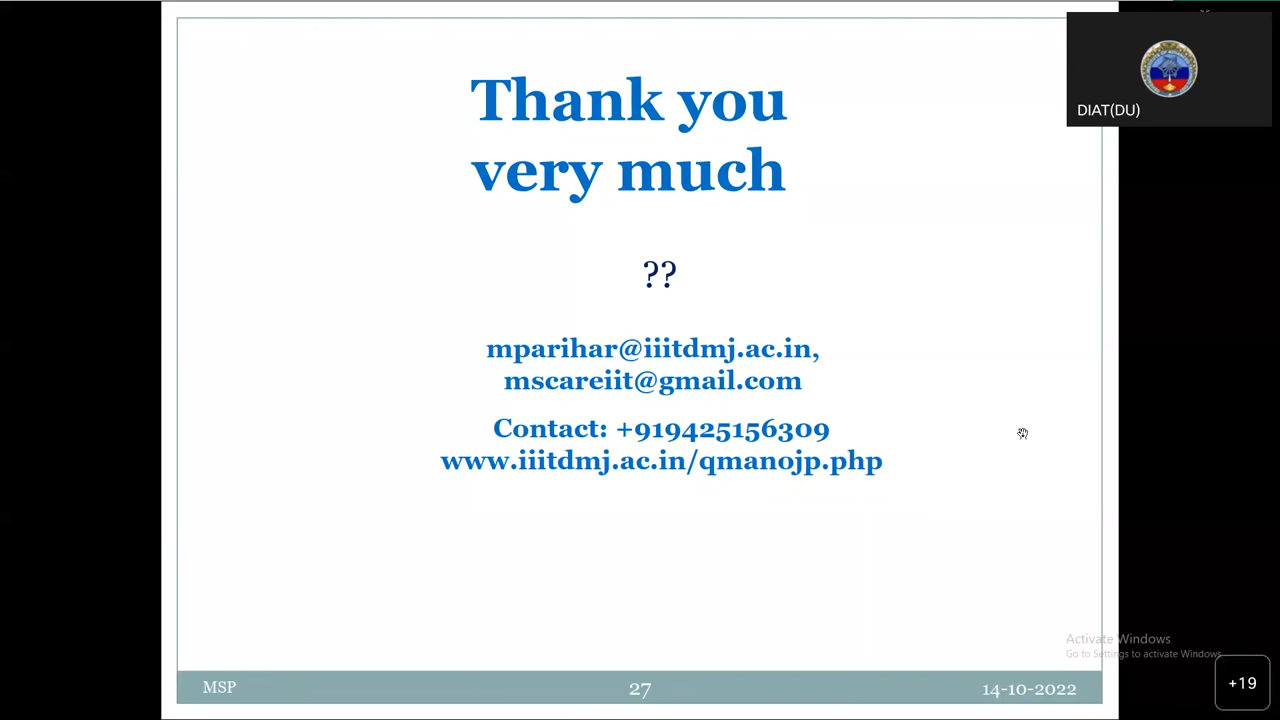 Thank you
very much
??
mparihar@iiitdmj.ac.in,
mscareiit@gmail.com
Contact: +919425156309
www.iiitdmj.ac.in/qmanojp.php
DIAT(DU)
Activate Windows
Go to Settings to activate Windows.
+19
MSP
27
14-10-2022